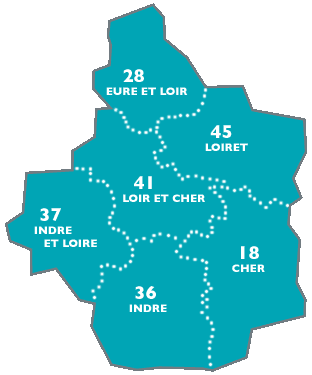 28
EURE ET LOIR
45
LOIRET
41
LOIR ET CHER
37
INDRE
ET LOIRE
18
CHER
36
INDRE